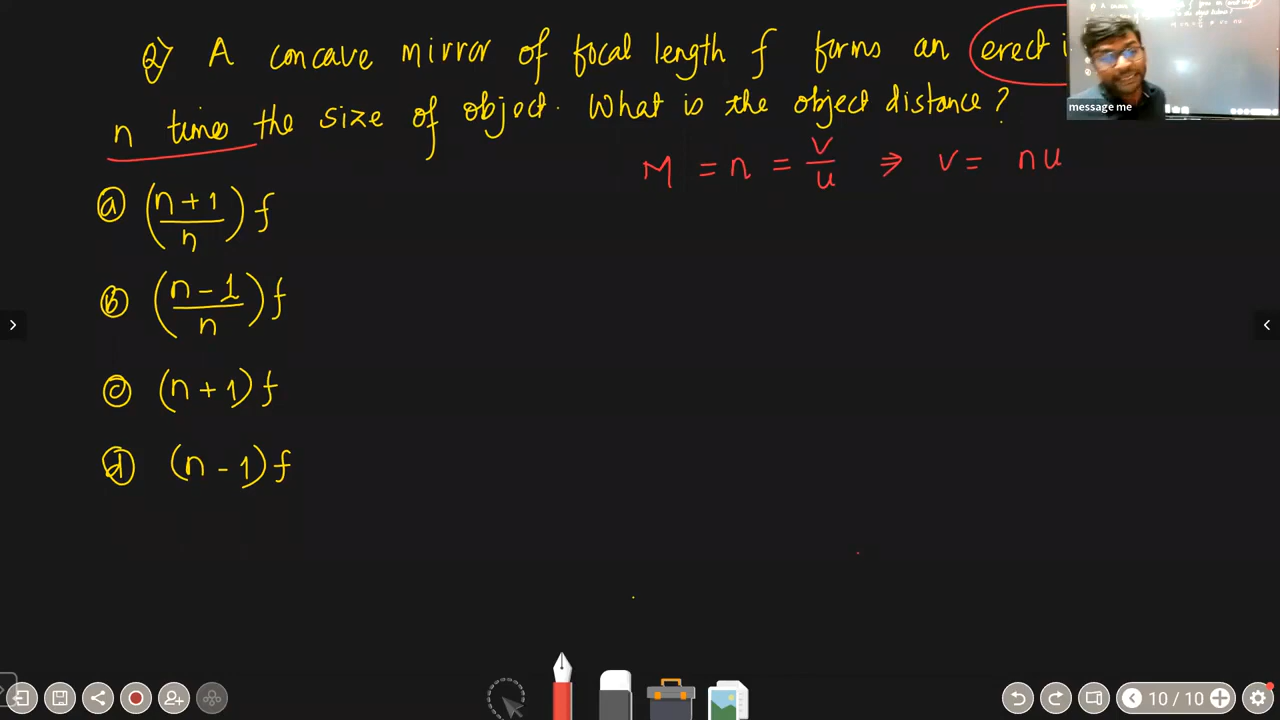 Q) A concave mirror of focal length f forms an erect i
n times the size of object. What is the object distance?
M = n = v/u ⇒ v = nu
ⓐ ((n+1)/n) f
ⓑ ((n-1)/n) f
ⓒ (n+1) f
ⓓ (n-1) f
message me
10 / 10